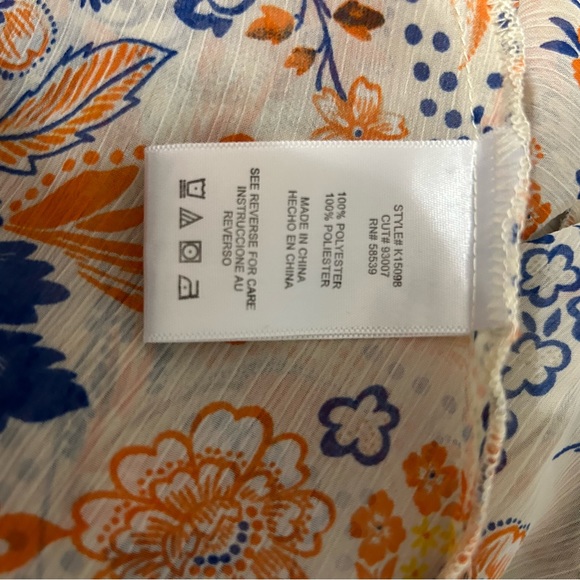 STYLE# K15098
CUT# 93007
RN# 58539
100% POLYESTER
100% POLIESTER
MADE IN CHINA
HECHO EN CHINA
SEE REVERSE FOR CARE
INSTRUCCIONE AU
REVERSO